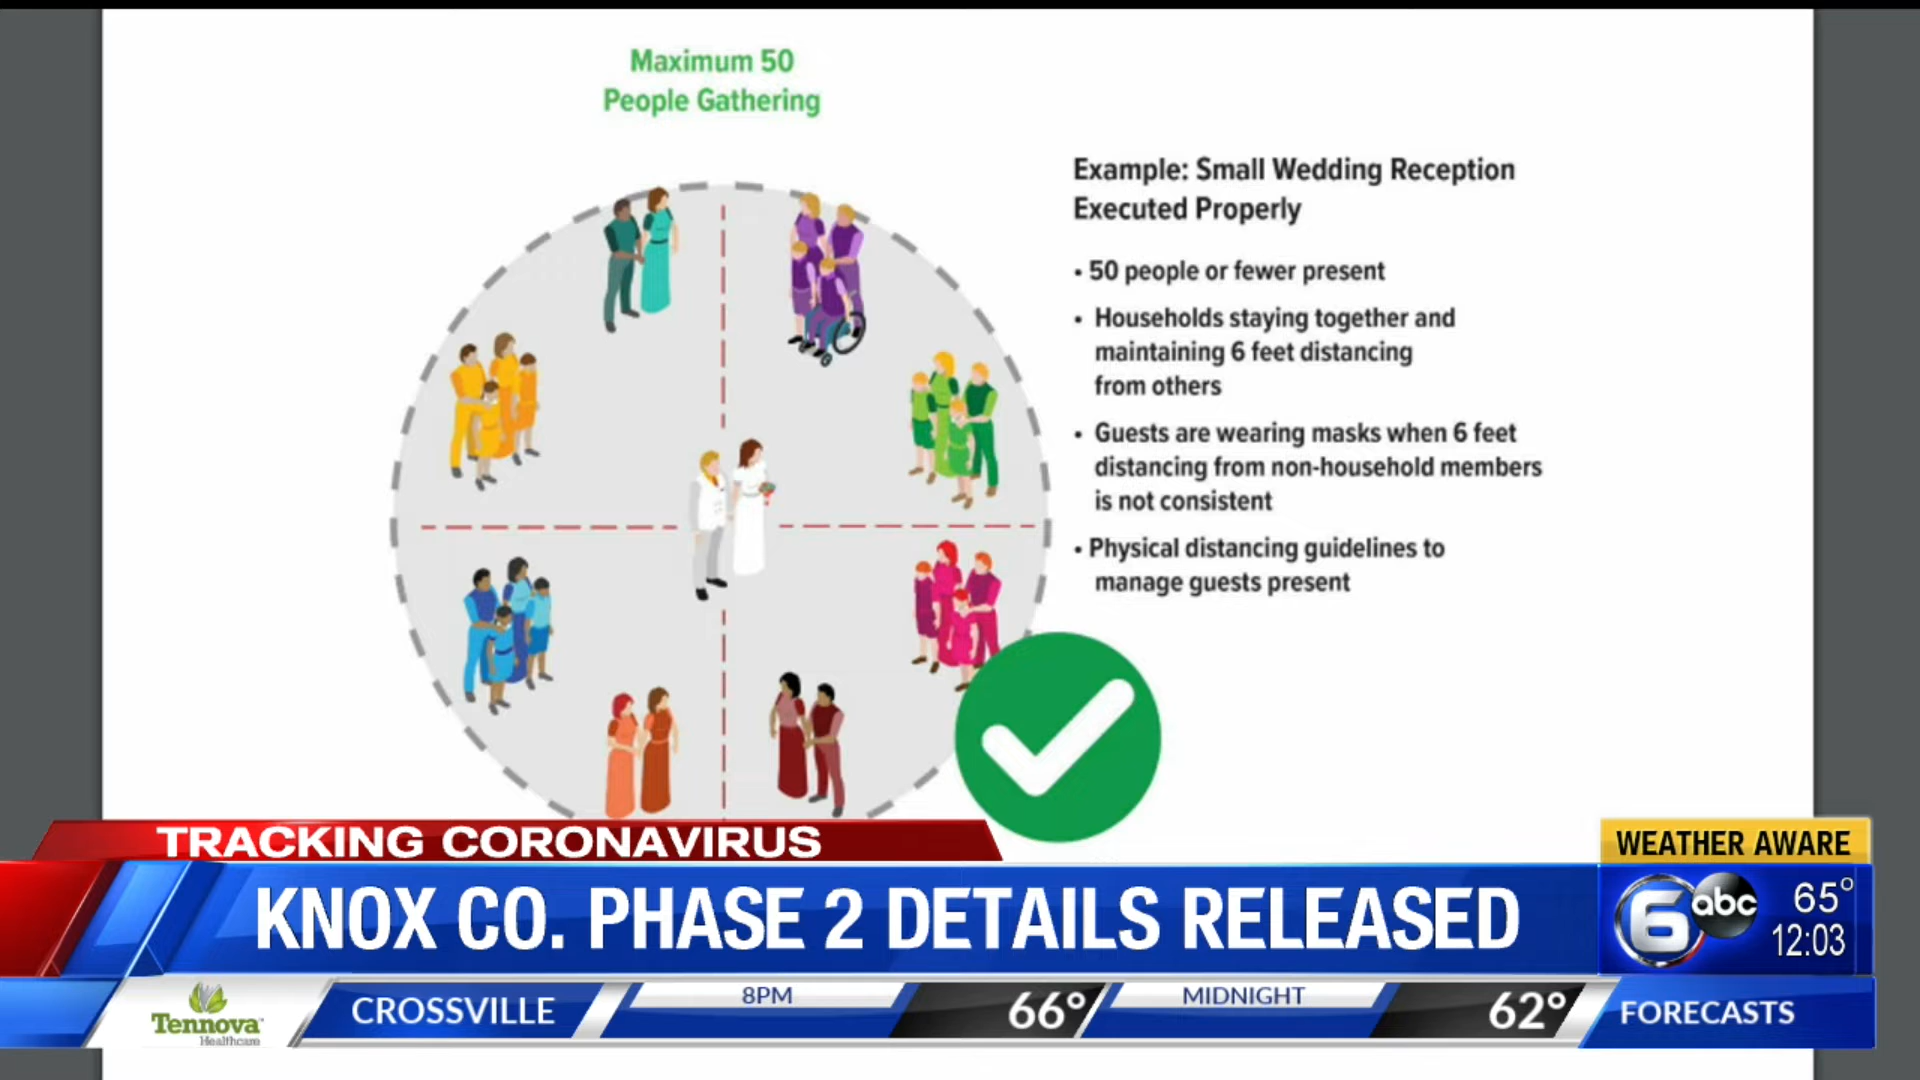 Maximum 50
People Gathering
Example: Small Wedding Reception
Executed Properly
• 50 people or fewer present
• Households staying together and
maintaining 6 feet distancing
from others
• Guests are wearing masks when 6 feet
distancing from non-household members
is not consistent
• Physical distancing guidelines to
manage guests present
TRACKING CORONAVIRUS
KNOX CO. PHASE 2 DETAILS RELEASED
WEATHER AWARE
6 abc 65°
12:03
Tennova
Healthcare
CROSSVILLE
8PM 66°
MIDNIGHT 62°
FORECASTS